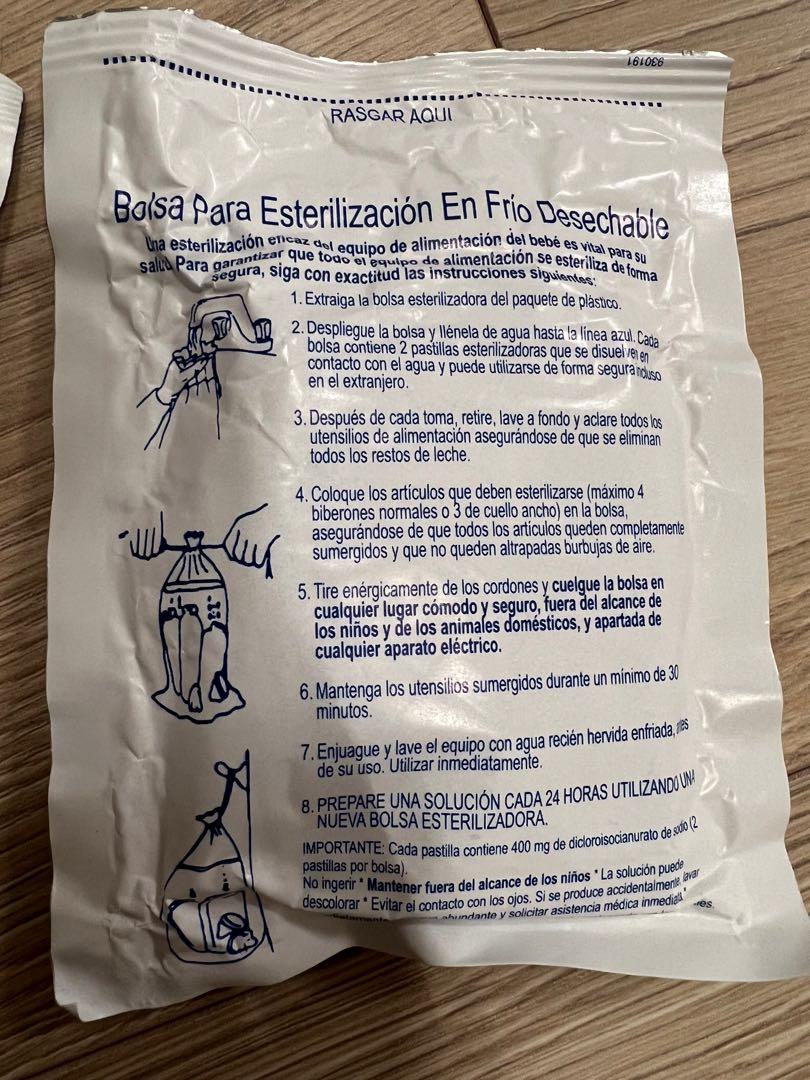 930191
RASGAR AQUI
Bolsa Para Esterilización En Frío Desechable
Una esterilización eficaz del equipo de alimentación del bebé es vital para su
salud. Para garantizar que todo el equipo de alimentación se esteriliza de forma
segura, siga con exactitud las instrucciones siguientes:
1. Extraiga la bolsa esterilizadora del paquete de plástico.
2. Despliegue la bolsa y llénela de agua hasta la línea azul. Cada
bolsa contiene 2 pastillas esterilizadoras que se disuelven en
contacto con el agua y puede utilizarse de forma segura incluso
en el extranjero.
3. Después de cada toma, retire, lave a fondo y aclare todos los
utensilios de alimentación asegurándose de que se eliminan
todos los restos de leche.
4. Coloque los artículos que deben esterilizarse (máximo 4
biberones normales o 3 de cuello ancho) en la bolsa,
asegurándose de que todos los artículos queden completamente
sumergidos y que no queden altrapadas burbujas de aire.
5. Tire enérgicamente de los cordones y cuelgue la bolsa en
cualquier lugar cómodo y seguro, fuera del alcance de
los niños y de los animales domésticos, y apartada de
cualquier aparato eléctrico.
6. Mantenga los utensilios sumergidos durante un mínimo de 30
minutos.
7. Enjuague y lave el equipo con agua recién hervida enfriada, antes
de su uso. Utilizar inmediatamente.
8. PREPARE UNA SOLUCIÓN CADA 24 HORAS UTILIZANDO UNA
NUEVA BOLSA ESTERILIZADORA.
IMPORTANTE: Cada pastilla contiene 400 mg de dicloroisocianurato de sodio (2
pastillas por bolsa).
No ingerir * Mantener fuera del alcance de los niños * La solución puede
descolorar * Evitar el contacto con los ojos. Si se produce accidentalmente, lavar
abundante y solicitar asistencia médica inmediata.*